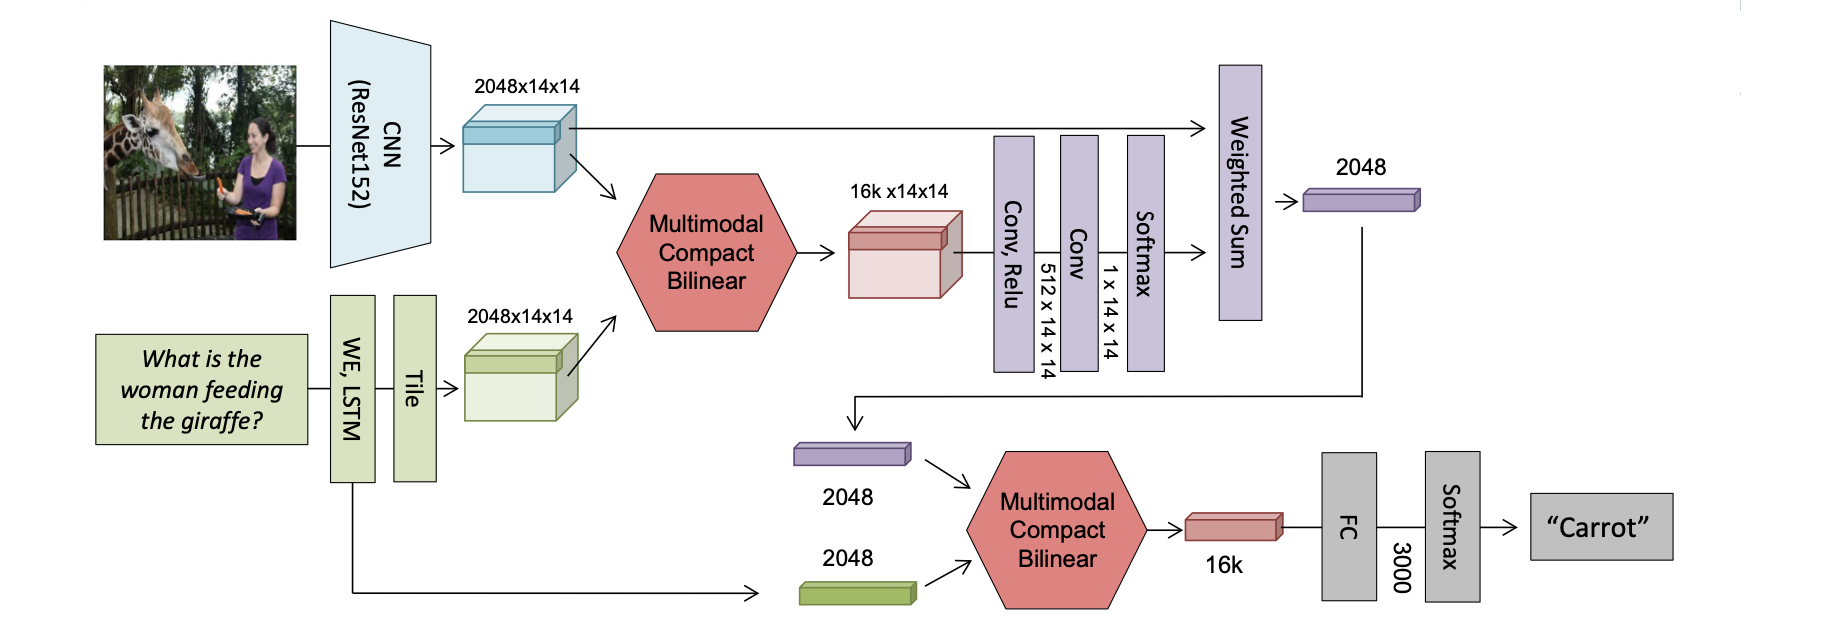 CNN
(ResNet152)
2048x14x14
What is the
woman feeding
the giraffe?
WE, LSTM
Tile
2048x14x14
Multimodal
Compact
Bilinear
16k x14x14
Conv, Relu
512 x 14 x 14
Conv
1 x 14 x 14
Softmax
Weighted Sum
2048
2048
2048
Multimodal
Compact
Bilinear
16k
FC
3000
Softmax
“Carrot”